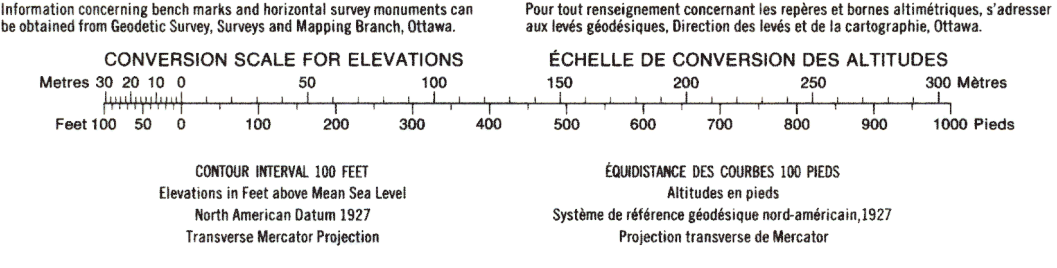 Information concerning bench marks and horizontal survey monuments can
be obtained from Geodetic Survey, Surveys and Mapping Branch, Ottawa.
Pour tout renseignement concernant les repères et bornes altimétriques, s'adresser
aux levés géodésiques, Direction des levés et de la cartographie, Ottawa.
CONVERSION SCALE FOR ELEVATIONS
ÉCHELLE DE CONVERSION DES ALTITUDES
Metres 30 20 10 0 50 100 150 200 250 300 Mètres
Feet 100 50 0 100 200 300 400 500 600 700 800 900 1000 Pieds
CONTOUR INTERVAL 100 FEET
Elevations in Feet above Mean Sea Level
North American Datum 1927
Transverse Mercator Projection
ÉQUIDISTANCE DES COURBES 100 PIEDS
Altitudes en pieds
Système de référence géodésique nord-américain,1927
Projection transverse de Mercator